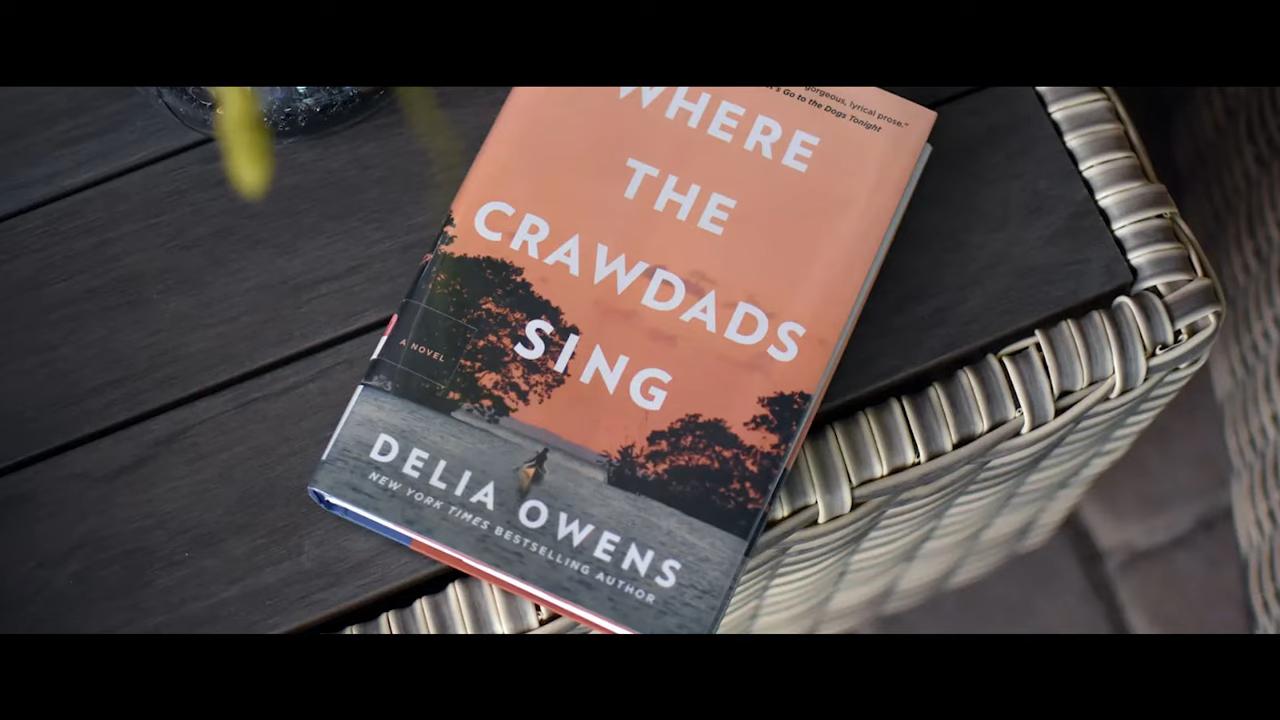 gorgeous, lyrical prose."
Go to the Dogs Tonight
WHERE
THE
CRAWDADS
SING
A NOVEL
DELIA OWENS
NEW YORK TIMES BESTSELLING AUTHOR